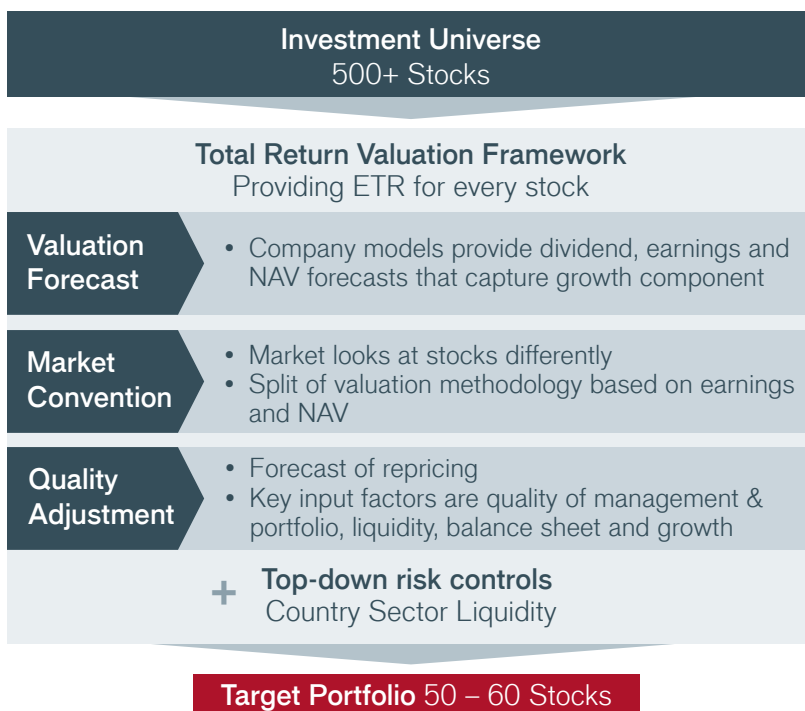 Investment Universe
500+ Stocks
Total Return Valuation Framework
Providing ETR for every stock
Valuation
Forecast
• Company models provide dividend, earnings and
NAV forecasts that capture growth component
Market
Convention
• Market looks at stocks differently
• Split of valuation methodology based on earnings
and NAV
Quality
Adjustment
• Forecast of repricing
• Key input factors are quality of management &
portfolio, liquidity, balance sheet and growth
+ Top-down risk controls
Country Sector Liquidity
Target Portfolio 50 – 60 Stocks